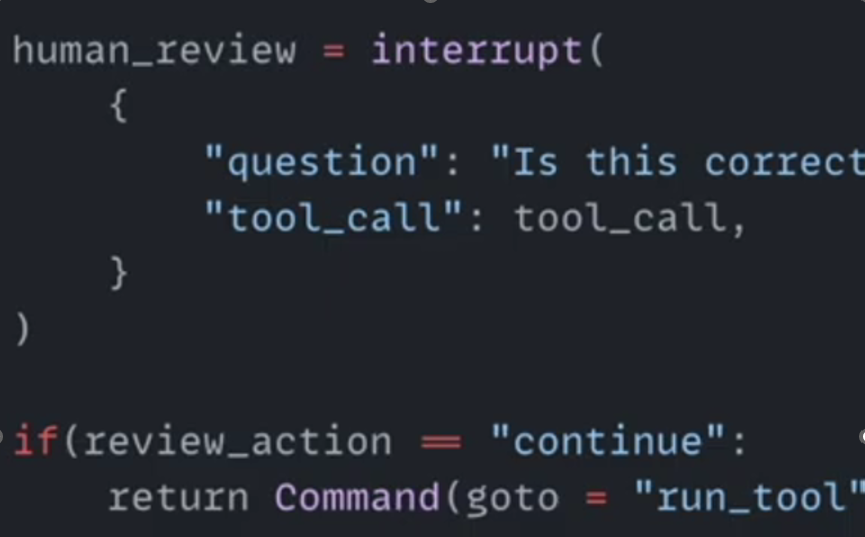 human_review = interrupt(
{
"question": "Is this correct
"tool_call": tool_call,
}
)
if(review_action == "continue":
return Command(goto = "run_tool"